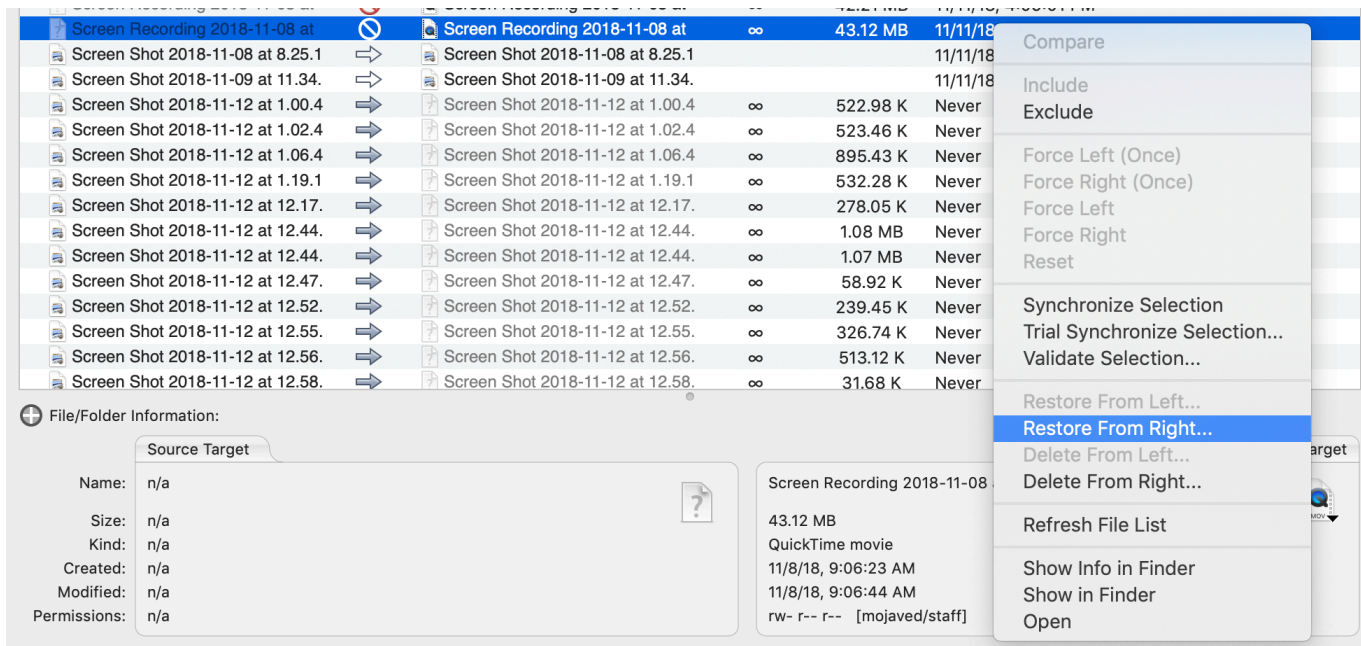 Screen Recording 2018-11-08 at Screen Recording 2018-11-08 at ∞ 43.12 MB 11/11/18
Screen Shot 2018-11-08 at 8.25.1 Screen Shot 2018-11-08 at 8.25.1 11/11/18
Screen Shot 2018-11-09 at 11.34. Screen Shot 2018-11-09 at 11.34. 11/11/18
Screen Shot 2018-11-12 at 1.00.4 Screen Shot 2018-11-12 at 1.00.4 ∞ 522.98 K Never
Screen Shot 2018-11-12 at 1.02.4 Screen Shot 2018-11-12 at 1.02.4 ∞ 523.46 K Never
Screen Shot 2018-11-12 at 1.06.4 Screen Shot 2018-11-12 at 1.06.4 ∞ 895.43 K Never
Screen Shot 2018-11-12 at 1.19.1 Screen Shot 2018-11-12 at 1.19.1 ∞ 532.28 K Never
Screen Shot 2018-11-12 at 12.17. Screen Shot 2018-11-12 at 12.17. ∞ 278.05 K Never
Screen Shot 2018-11-12 at 12.44. Screen Shot 2018-11-12 at 12.44. ∞ 1.08 MB Never
Screen Shot 2018-11-12 at 12.44. Screen Shot 2018-11-12 at 12.44. ∞ 1.07 MB Never
Screen Shot 2018-11-12 at 12.47. Screen Shot 2018-11-12 at 12.47. ∞ 58.92 K Never
Screen Shot 2018-11-12 at 12.52. Screen Shot 2018-11-12 at 12.52. ∞ 239.45 K Never
Screen Shot 2018-11-12 at 12.55. Screen Shot 2018-11-12 at 12.55. ∞ 326.74 K Never
Screen Shot 2018-11-12 at 12.56. Screen Shot 2018-11-12 at 12.56. ∞ 513.12 K Never
Screen Shot 2018-11-12 at 12.58. Screen Shot 2018-11-12 at 12.58. ∞ 31.68 K Never
Compare
Include
Exclude
Force Left (Once)
Force Right (Once)
Force Left
Force Right
Reset
Synchronize Selection
Trial Synchronize Selection...
Validate Selection...
Restore From Left...
Restore From Right...
Delete From Left...
Delete From Right...
Refresh File List
Show Info in Finder
Show in Finder
Open
File/Folder Information:
Source Target
Name: n/a
Size: n/a
Kind: n/a
Created: n/a
Modified: n/a
Permissions: n/a
arget
Screen Recording 2018-11-08
43.12 MB
QuickTime movie
11/8/18, 9:06:23 AM
11/8/18, 9:06:44 AM
rw- r-- r-- [mojaved/staff]
MOV